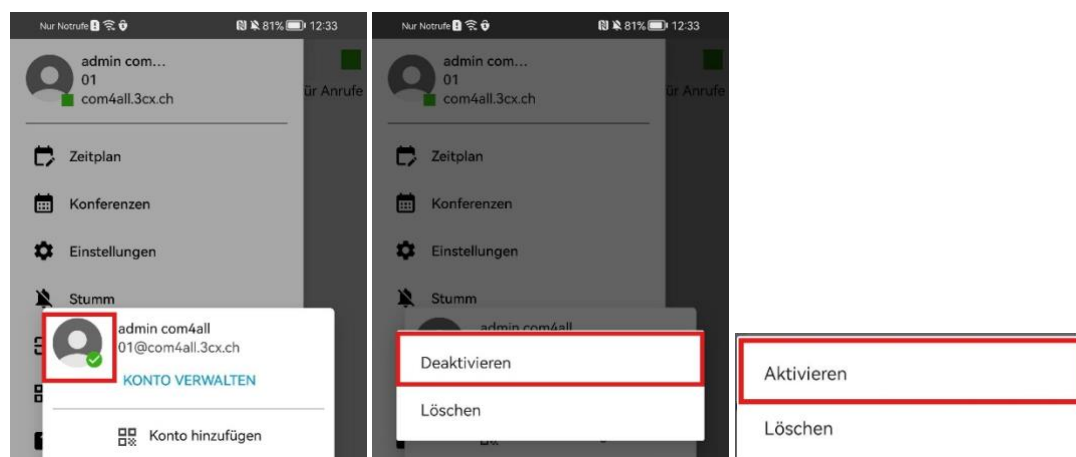 Nur Notrufe 81% 12:33
admin com...
01
com4all.3cx.ch
ür Anrufe
Zeitplan
Konferenzen
Einstellungen
Stumm
admin com4all
01@com4all.3cx.ch
KONTO VERWALTEN
Konto hinzufügen
Nur Notrufe 81% 12:33
admin com...
01
com4all.3cx.ch
ür Anrufe
Zeitplan
Konferenzen
Einstellungen
Stumm
admin com4all
Deaktivieren
Löschen
Aktivieren
Löschen